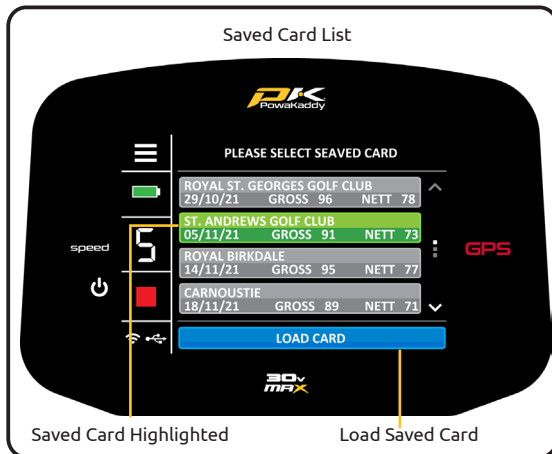 Saved Card List
PK
PowaKaddy
PLEASE SELECT SEAVED CARD
ROYAL ST. GEORGES GOLF CLUB
29/10/21 GROSS 96 NETT 78
ST. ANDREWS GOLF CLUB
05/11/21 GROSS 91 NETT 73
speed
5
GPS
ROYAL BIRKDALE
14/11/21 GROSS 95 NETT 77
CARNOUSTIE
18/11/21 GROSS 89 NETT 71
LOAD CARD
30v
MAX
Saved Card Highlighted
Load Saved Card